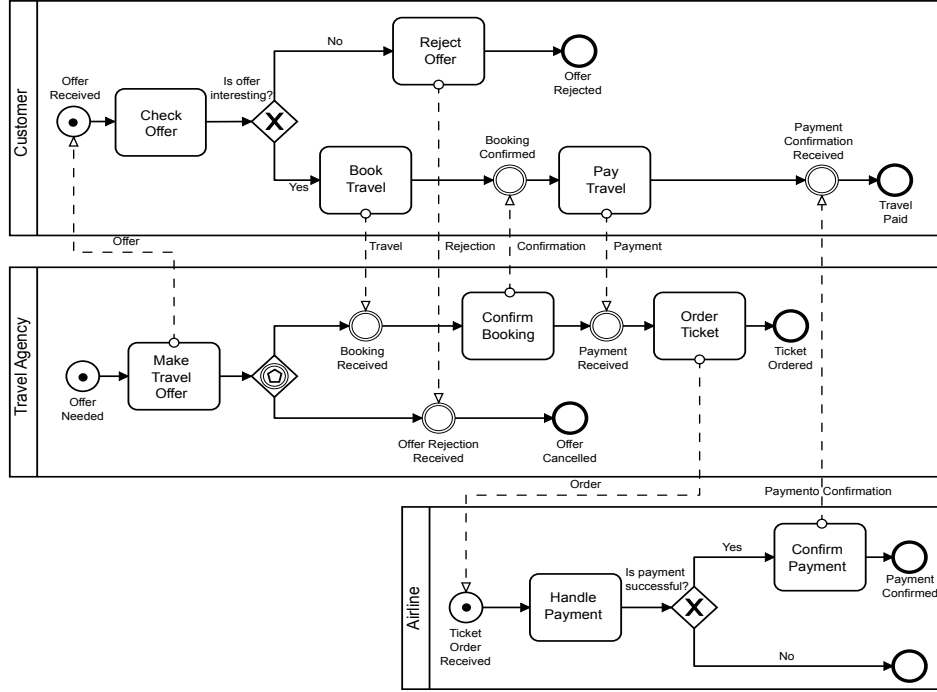 Customer
Offer
Received
Check
Offer
Is offer
interesting?
No
Reject
Offer
Offer
Rejected
Yes
Book
Travel
Booking
Confirmed
Pay
Travel
Payment
Confirmation
Received
Travel
Paid
Offer
Travel
Rejection
Confirmation
Payment
Travel Agency
Offer
Needed
Make
Travel
Offer
Booking
Received
Confirm
Booking
Payment
Received
Order
Ticket
Ticket
Ordered
Offer Rejection
Received
Offer
Cancelled
Order
Paymento Confirmation
Airline
Ticket
Order
Received
Handle
Payment
Is payment
successful?
Yes
Confirm
Payment
Payment
Confirmed
No